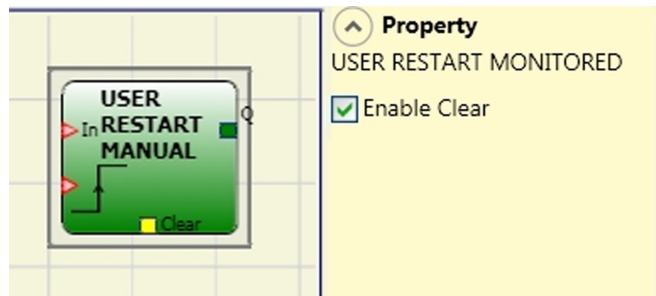 USER
In RESTART
MANUAL
Q
Clear
Property
USER RESTART MONITORED
Enable Clear